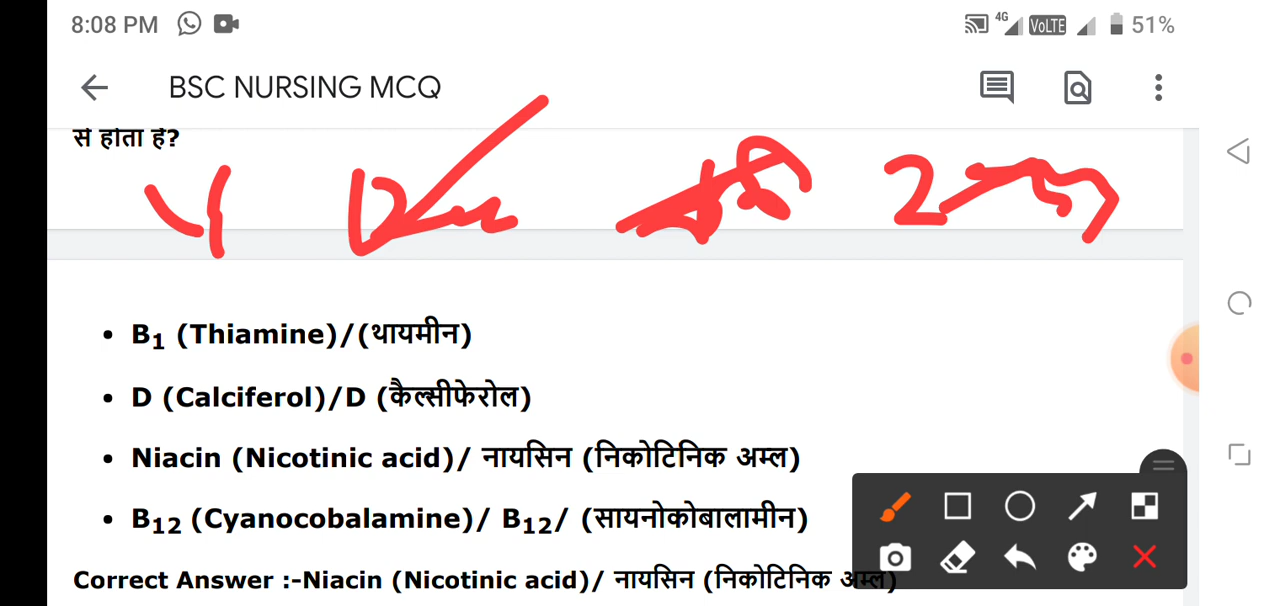 8:08 PM 4G VoLTE 51%
BSC NURSING MCQ
से होता है?
• B₁ (Thiamine)/(थायमीन)
• D (Calciferol)/D (कैल्सीफेरोल)
• Niacin (Nicotinic acid)/ नायसिन (निकोटिनिक अम्ल)
• B₁₂ (Cyanocobalamine)/ B₁₂/ (सायनोकोबालामीन)
Correct Answer :-Niacin (Nicotinic acid)/ नायसिन (निकोटिनिक अम्ल)